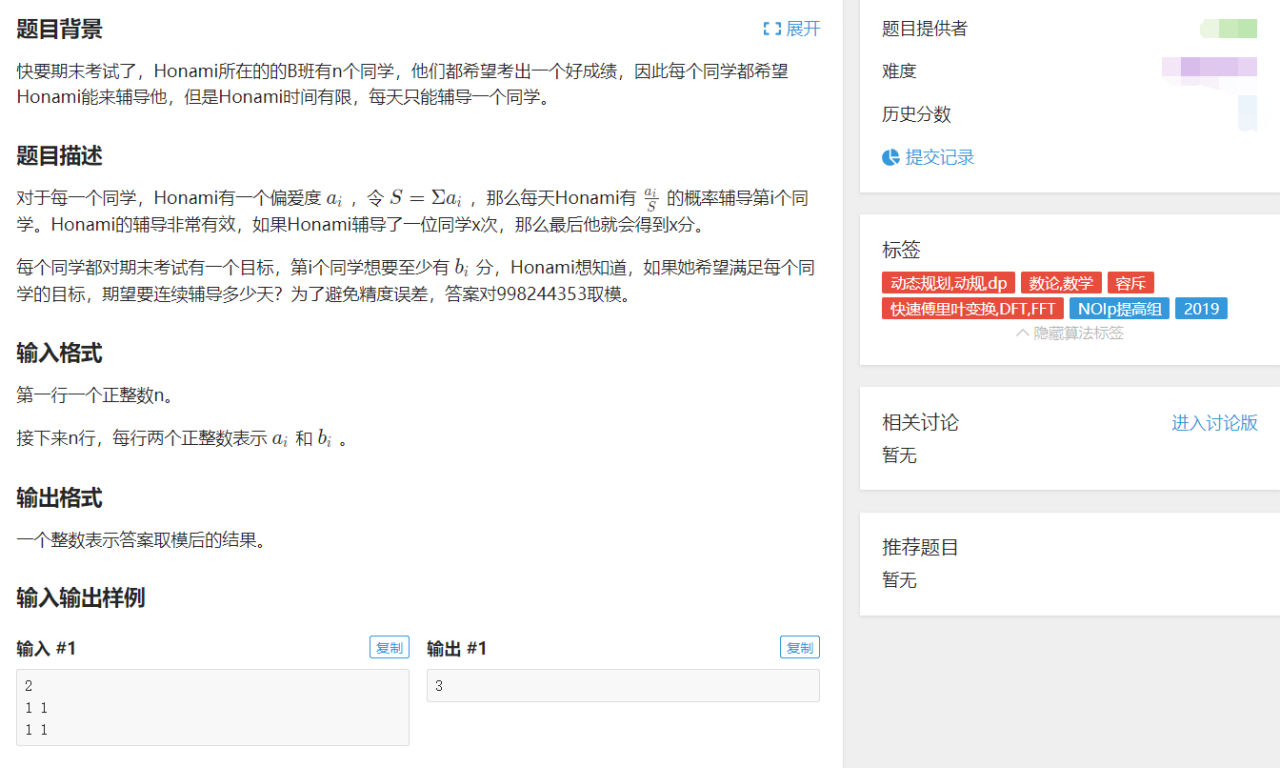 题目背景
展开
快要期末考试了，Honami所在的的B班有n个同学，他们都希望考出一个好成绩，因此每个同学都希望
Honami能来辅导他，但是Honami时间有限，每天只能辅导一个同学。
题目描述
对于每一个同学，Honami有一个偏爱度 a_i ，令 S = Σa_i ，那么每天Honami有 a_i/S 的概率辅导第i个同
学。Honami的辅导非常有效，如果Honami辅导了一位同学x次，那么最后他就会得到x分。
每个同学都对期末考试有一个目标，第i个同学想要至少有 b_i 分，Honami想知道，如果她希望满足每个同
学的目标，期望要连续辅导多少天？为了避免精度误差，答案对998244353取模。
输入格式
第一行一个正整数n。
接下来n行，每行两个正整数表示 a_i 和 b_i 。
输出格式
一个整数表示答案取模后的结果。
输入输出样例
输入 #1
复制
2
1 1
1 1
输出 #1
复制
3
题目提供者
难度
历史分数
提交记录
标签
动态规划,动规,dp 数论,数学 容斥
快速傅里叶变换,DFT,FFT NOIp提高组 2019
隐藏算法标签
相关讨论
进入讨论版
暂无
推荐题目
暂无